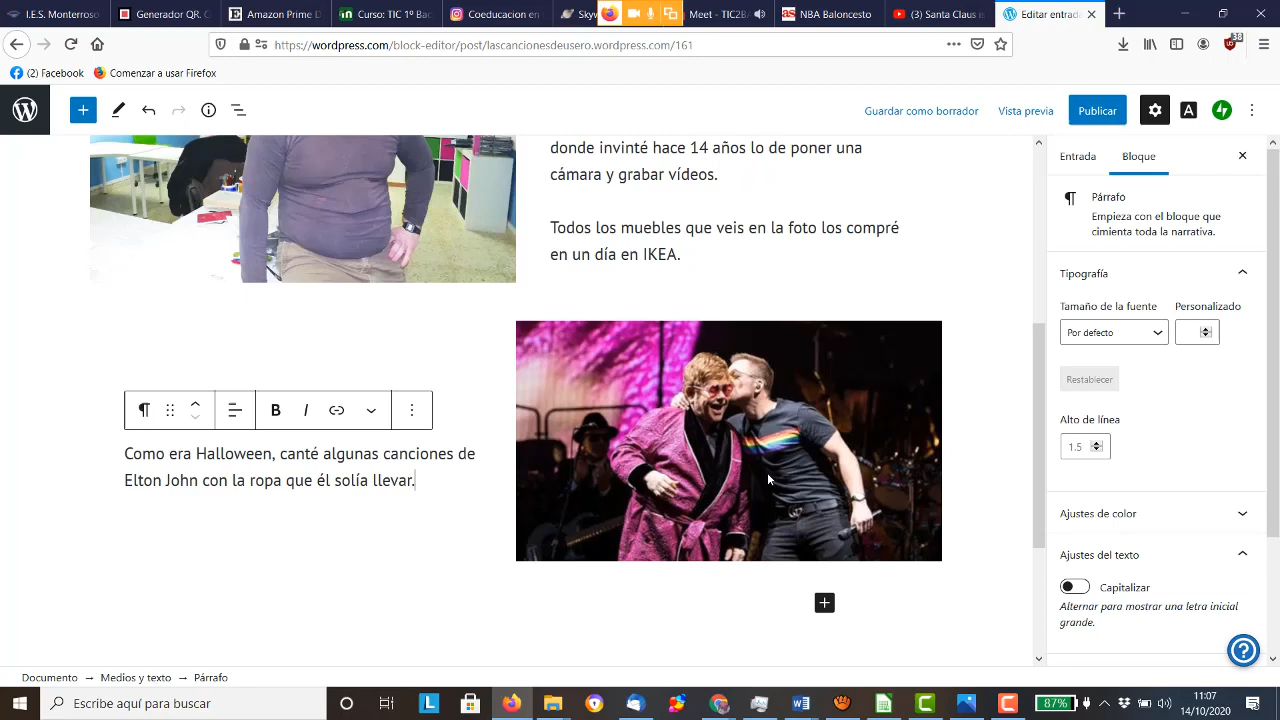 I.E.S. Monterroso
Generador QR: C
Amazon Prime D
Croma TIC1º Bac
Coeducacion en
Skyw
Meet - TIC2BA
NBA Baloncesto
(3) Santa Claus is
Editar entrada
https://wordpress.com/block-editor/post/lascancionesdeusero.wordpress.com/161
38
(2) Facebook
Comenzar a usar Firefox
Guardar como borrador
Vista previa
Publicar
donde invinté hace 14 años lo de poner una
cámara y grabar vídeos.
Todos los muebles que veis en la foto los compré
en un día en IKEA.
B I
Como era Halloween, canté algunas canciones de
Elton John con la ropa que él solía llevar.
Entrada
Bloque
Párrafo
Empieza con el bloque que
cimienta toda la narrativa.
Tipografía
Tamaño de la fuente
Personalizado
Por defecto
Restablecer
Alto de línea
1.5
Ajustes de color
Ajustes del texto
Capitalizar
Alternar para mostrar una letra inicial
grande.
Documento → Medios y texto → Párrafo
Escribe aquí para buscar
87%
11:07
14/10/2020